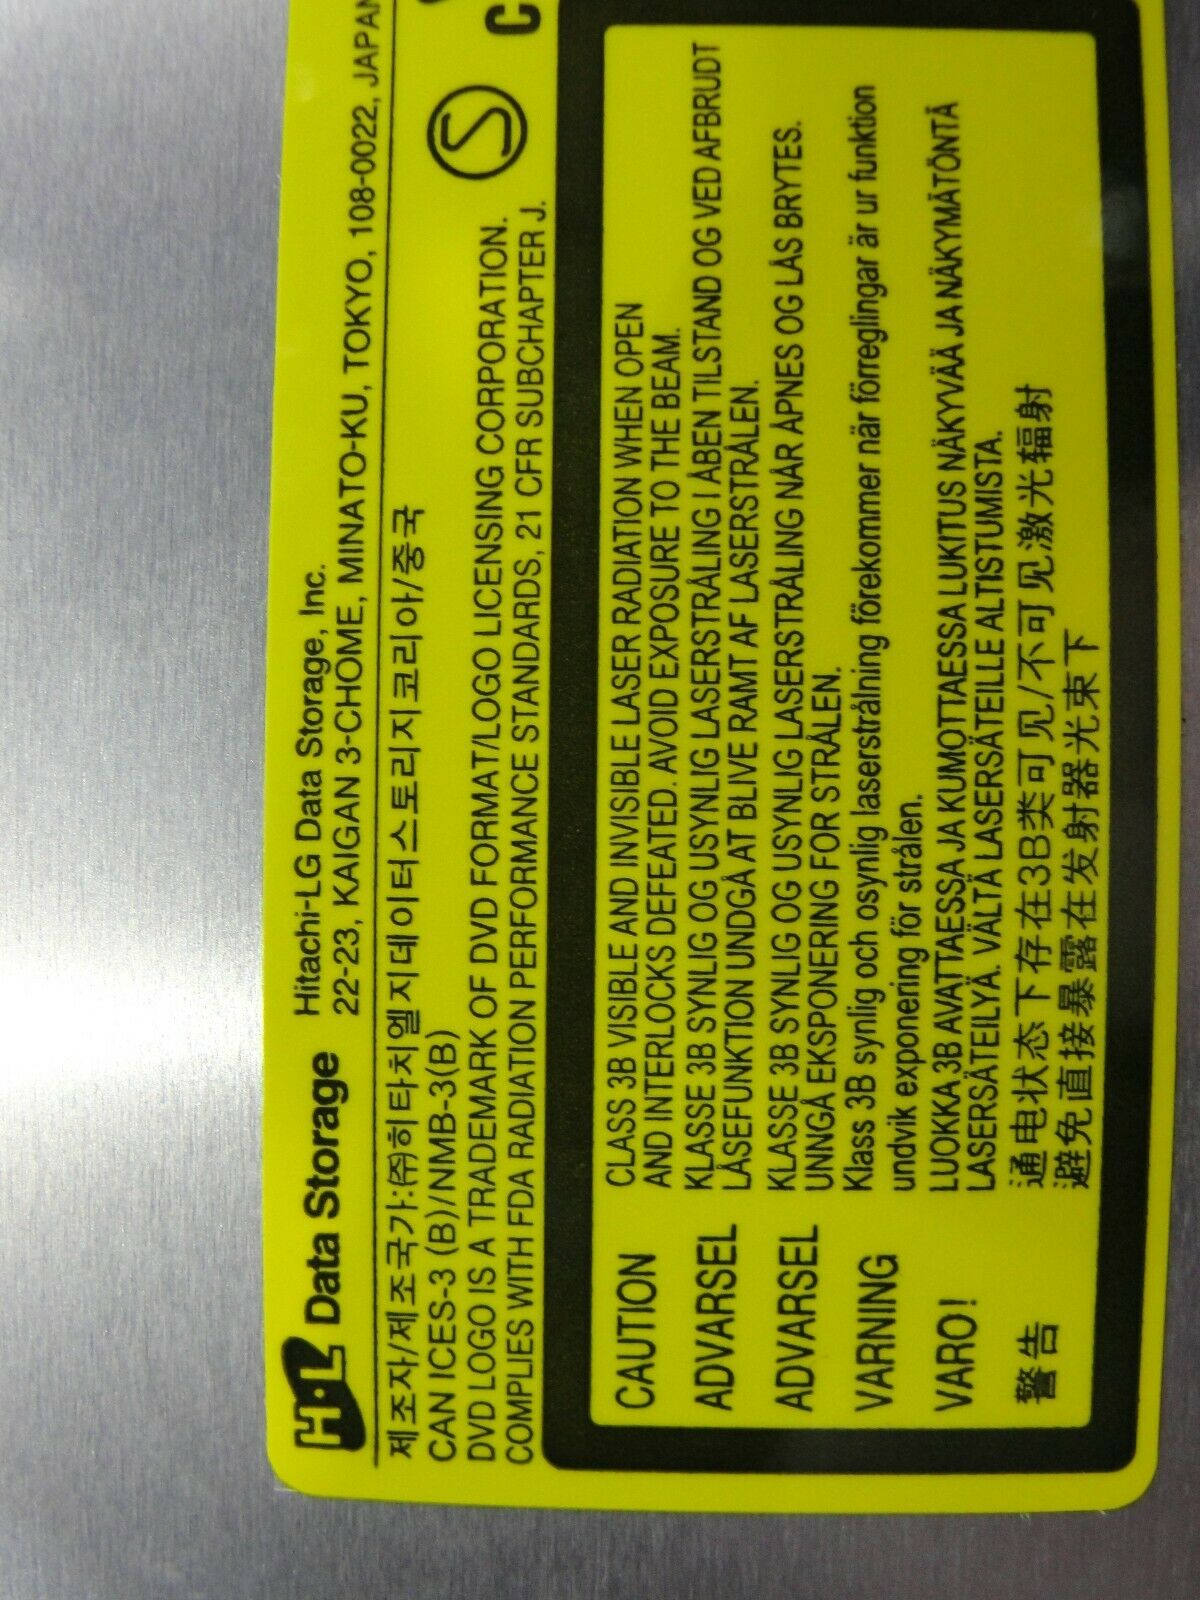 H·L Data Storage
Hitachi-LG Data Storage, Inc.
22-23, KAIGAN 3-CHOME, MINATO-KU, TOKYO, 108-0022, JAPAN
제조자/제조국가:㈜히타치엘지데이터스토리지코리아/중국
CAN ICES-3 (B)/NMB-3(B)
DVD LOGO IS A TRADEMARK OF DVD FORMAT/LOGO LICENSING CORPORATION.
COMPLIES WITH FDA RADIATION PERFORMANCE STANDARDS, 21 CFR SUBCHAPTER J.
CAUTION CLASS 3B VISIBLE AND INVISIBLE LASER RADIATION WHEN OPEN
AND INTERLOCKS DEFEATED. AVOID EXPOSURE TO THE BEAM.
ADVARSEL KLASSE 3B SYNLIG OG USYNLIG LASERSTRÅLING I ÅBEN TILSTAND OG VED AFBRUDT
LÅSEFUNKTION UNDGÅ AT BLIVE RAMT AF LASERSTRÅLEN.
ADVARSEL KLASSE 3B SYNLIG OG USYNLIG LASERSTRÅLING NÅR ÅPNES OG LÅS BRYTES.
UNNGÅ EKSPONERING FOR STRÅLEN.
VARNING Klass 3B synlig och osynlig laserstrålning förekommer när förreglingar är ur funktion
undvik exponering för strålen.
VARO! LUOKKA 3B AVATTAESSA JA KUMOTTAESSA LUKITUS NÄKYVÄÄ JA NÄKYMÄTÖNTÄ
LASERSÄTEILYÄ. VÄLTÄ LASERSÄTEILLE ALTISTUMISTA.
警告 通电状态下存在3B类可见/不可见激光辐射
避免直接暴露在发射器光束下